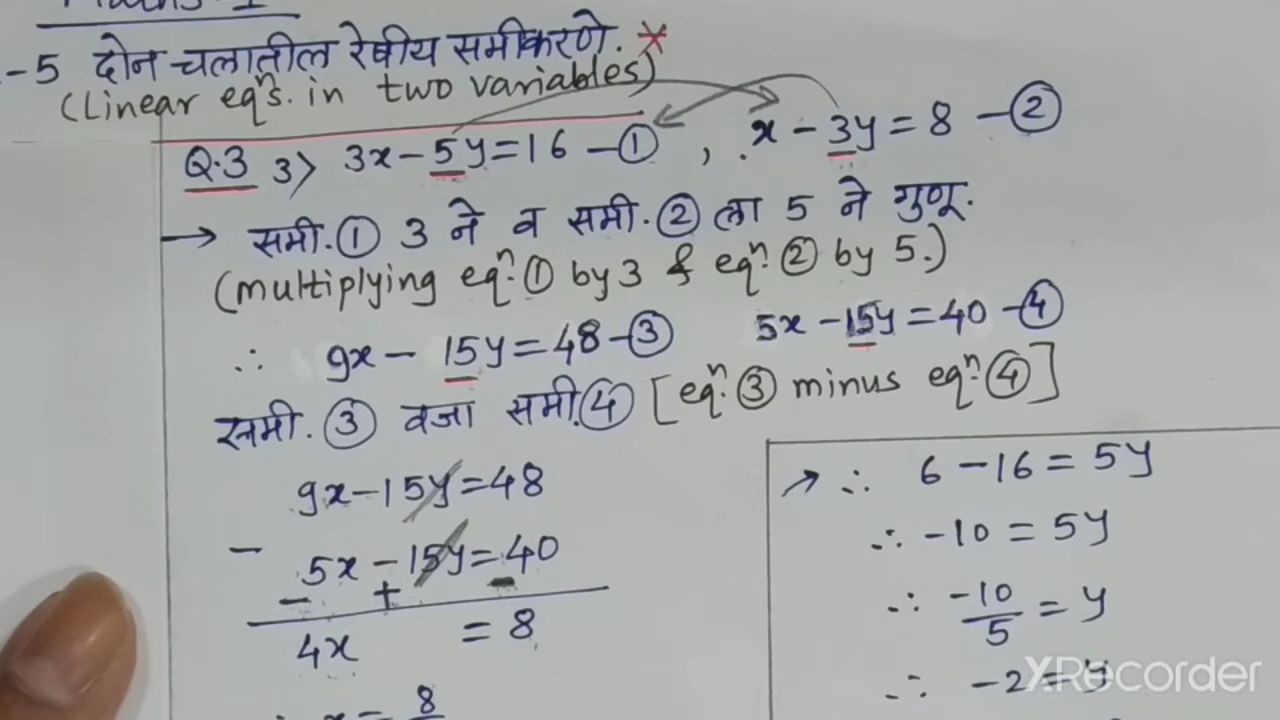 -5 दोन चलातील रेषीय समीकरणे.
(Linear eqⁿs. in two variables)
Q.3 3) 3x-5y=16-①, x-3y=8-②
→ समी.① 3 ने व समी.② ला 5 ने गुणू.
(multiplying eqⁿ.① by 3 & eqⁿ.② by 5.)
∴ 9x-15y=48-③ 5x-15y=40-④
समी.③ वजा समी.④ [eqⁿ.③ minus eqⁿ.④]
9x-15y=48
- 5x-15y=40
- + -
4x =8
→ ∴ 6-16=5y
∴ -10=5y
∴ -10/5=y
∴ -2=y
XRecorder